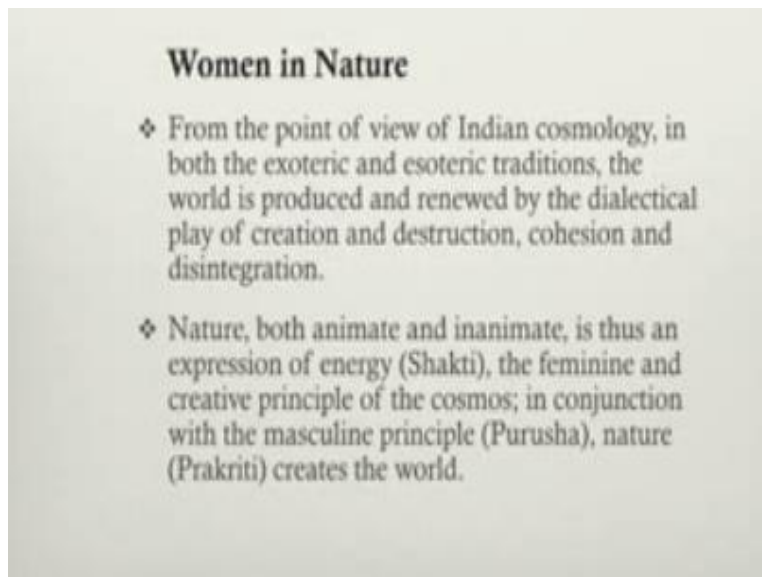 Women in Nature
❖ From the point of view of Indian cosmology, in
both the exoteric and esoteric traditions, the
world is produced and renewed by the dialectical
play of creation and destruction, cohesion and
disintegration.
❖ Nature, both animate and inanimate, is thus an
expression of energy (Shakti), the feminine and
creative principle of the cosmos; in conjunction
with the masculine principle (Purusha), nature
(Prakriti) creates the world.